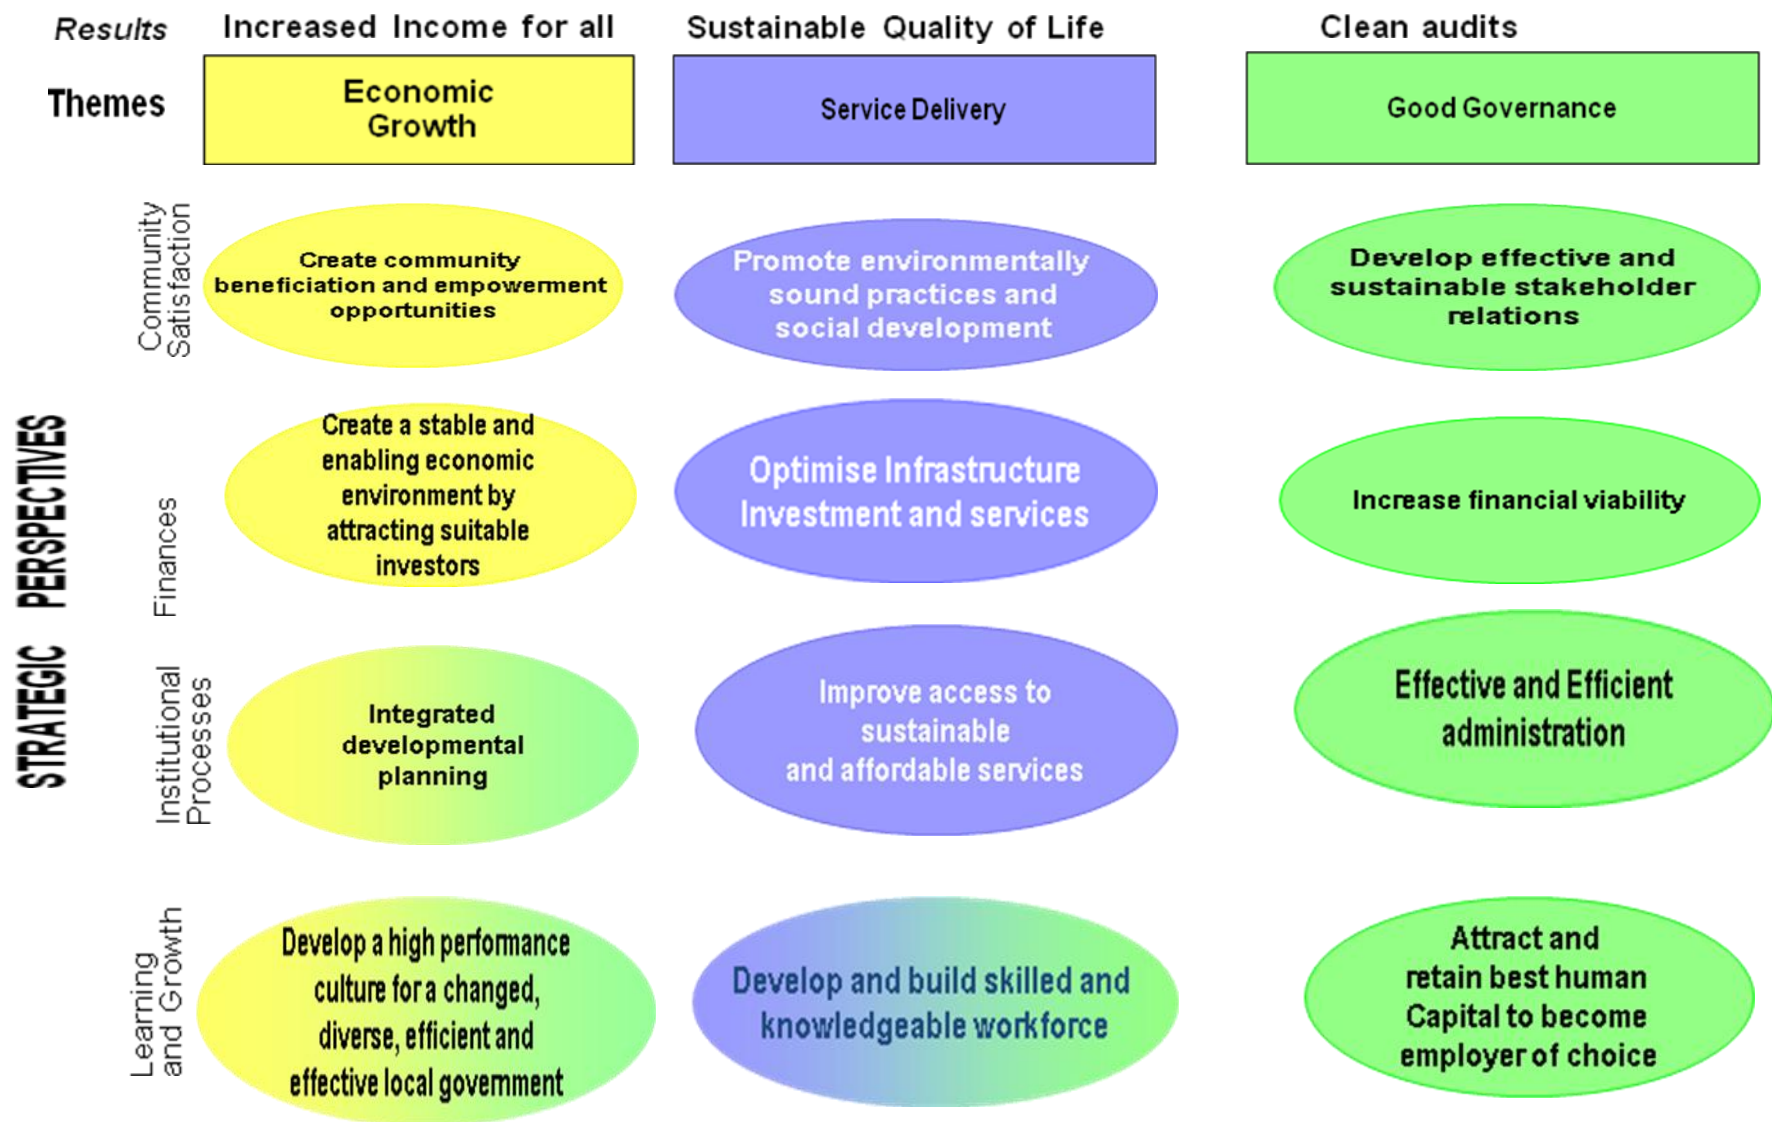 Results
Increased Income for all
Sustainable Quality of Life
Clean audits
Themes
Economic
Growth
Service Delivery
Good Governance
STRATEGIC PERSPECTIVES
Community
Satisfaction
Create community
beneficiation and empowerment
opportunities
Promote environmentally
sound practices and
social development
Develop effective and
sustainable stakeholder
relations
Finances
Create a stable and
enabling economic
environment by
attracting suitable
investors
Optimise Infrastructure
Investment and services
Increase financial viability
Institutional
Processes
Integrated
developmental
planning
Improve access to
sustainable
and affordable services
Effective and Efficient
administration
Learning
and Growth
Develop a high performance
culture for a changed,
diverse, efficient and
effective local government
Develop and build skilled and
knowledgeable workforce
Attract and
retain best human
Capital to become
employer of choice